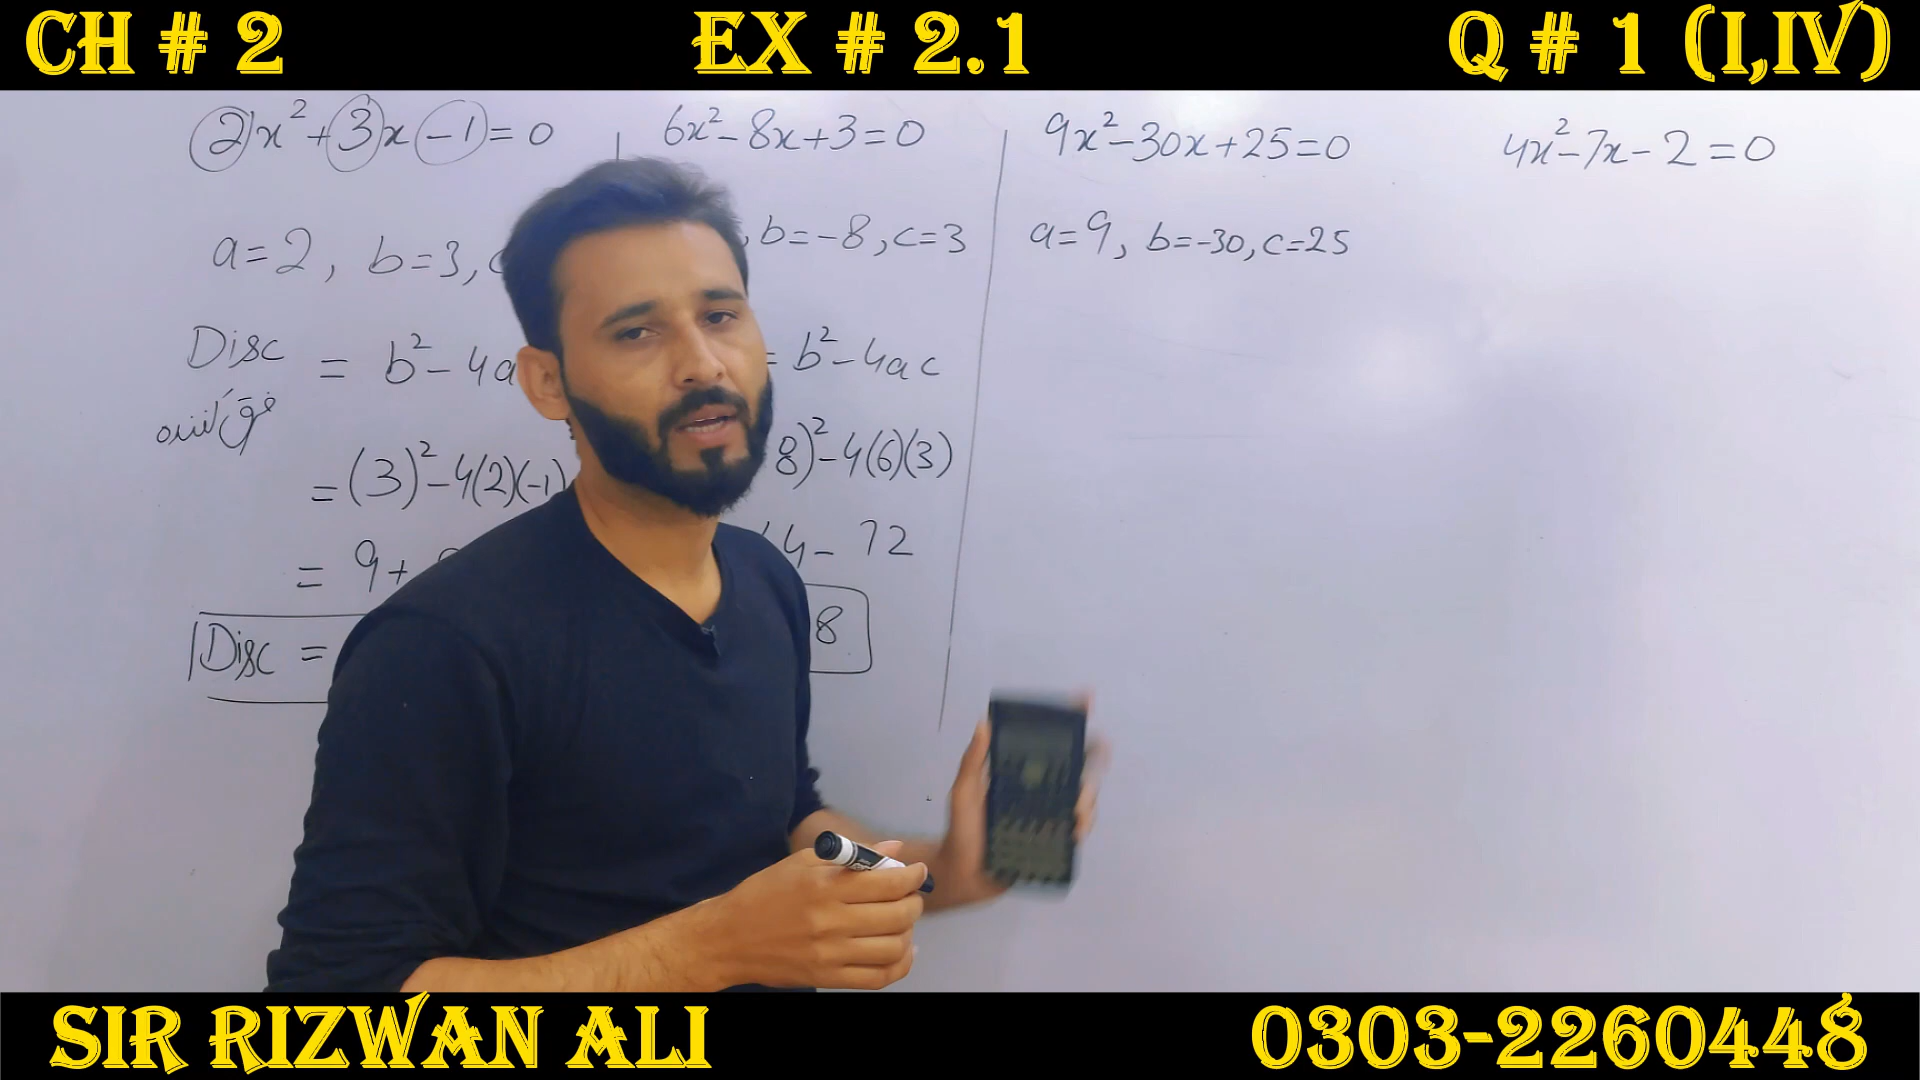 CH # 2
EX # 2.1
Q # 1 (I,IV)
2x² + 3x - 1 = 0
a = 2, b = 3,
Disc = b² - 4a
= (3)² - 4(2)(-1)
= 9 +
Disc =
6x² - 8x + 3 = 0
, b = -8, c = 3
= b² - 4ac
8)² - 4(6)(3)
4 - 72
8
9x² - 30x + 25 = 0
a = 9, b = -30, c = 25
4x² - 7x - 2 = 0
SIR RIZWAN ALI
0303-2260448